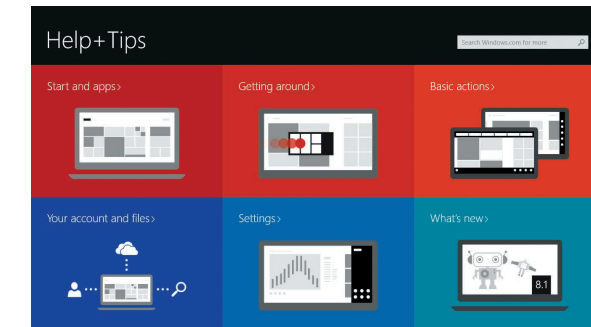 Help+Tips
Search Windows.com for more
Start and apps>
Getting around>
Basic actions>
Your account and files>
Settings>
What's new>
8.1